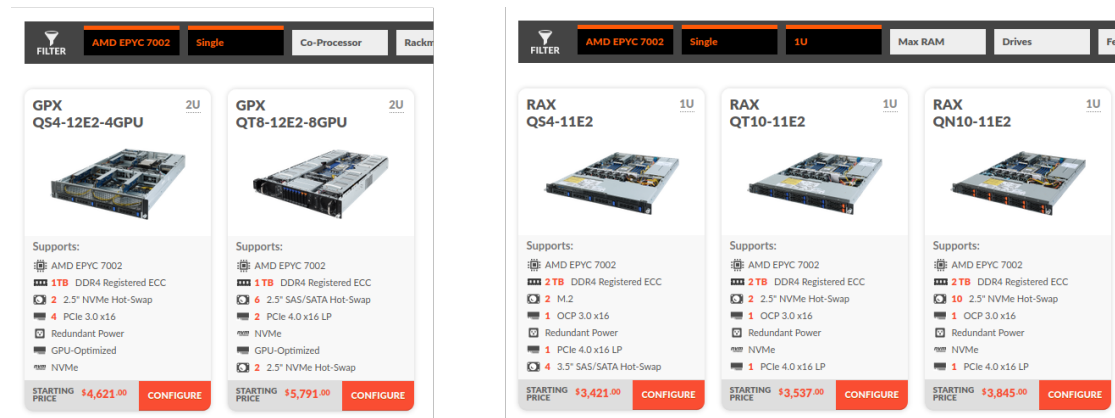 FILTER
AMD EPYC 7002
Single
Co-Processor
GPX
QS4-12E2-4GPU
2U
Supports:
AMD EPYC 7002
1TB DDR4 Registered ECC
2 2.5" NVMe Hot-Swap
4 PCIe 3.0 x16
Redundant Power
GPU-Optimized
NVMe
STARTING
PRICE
$4,621.00
CONFIGURE
GPX
QT8-12E2-8GPU
2U
Supports:
AMD EPYC 7002
1TB DDR4 Registered ECC
6 2.5" SAS/SATA Hot-Swap
2 PCIe 4.0 x16 LP
NVMe
GPU-Optimized
2 2.5" NVMe Hot-Swap
STARTING
PRICE
$5,791.00
CONFIGURE
FILTER
AMD EPYC 7002
Single
1U
Max RAM
Drives
RAX
QS4-11E2
1U
Supports:
AMD EPYC 7002
2TB DDR4 Registered ECC
2 M.2
1 OCP 3.0 x16
Redundant Power
1 PCIe 4.0 x16 LP
4 3.5" SAS/SATA Hot-Swap
STARTING
PRICE
$3,421.00
CONFIGURE
RAX
QT10-11E2
1U
Supports:
AMD EPYC 7002
2TB DDR4 Registered ECC
2 2.5" NVMe Hot-Swap
1 OCP 3.0 x16
Redundant Power
NVMe
1 PCIe 4.0 x16 LP
STARTING
PRICE
$3,537.00
CONFIGURE
RAX
QN10-11E2
1U
Supports:
AMD EPYC 7002
2TB DDR4 Registered ECC
10 2.5" NVMe Hot-Swap
1 OCP 3.0 x16
Redundant Power
NVMe
1 PCIe 4.0 x16 LP
STARTING
PRICE
$3,845.00
CONFIGURE